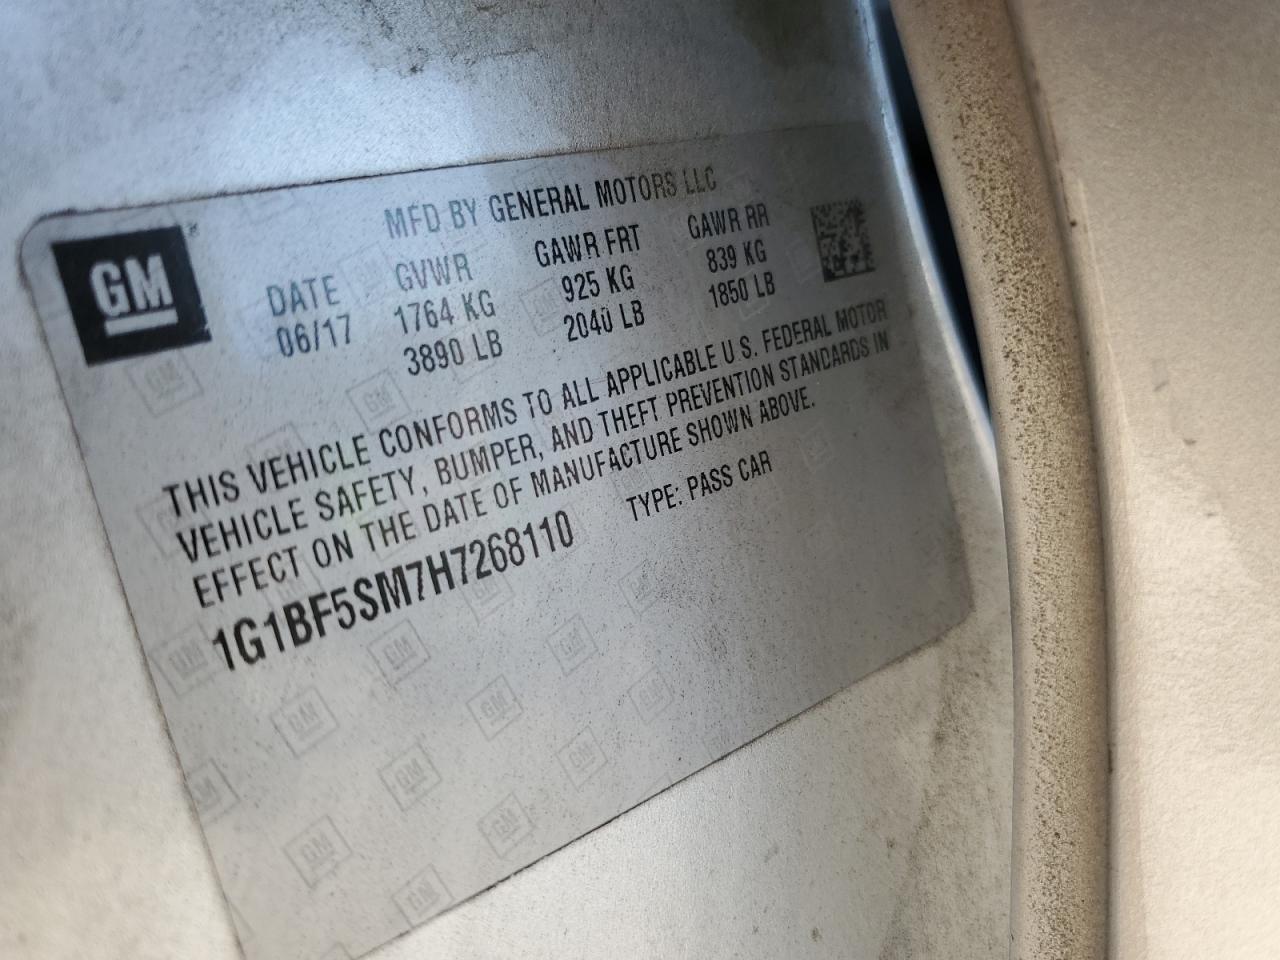 GM
MFD BY GENERAL MOTORS LLC
DATE GVWR GAWR FRT GAWR RR
06/17 1764 KG 925 KG 839 KG
3890 LB 2040 LB 1850 LB
THIS VEHICLE CONFORMS TO ALL APPLICABLE U.S. FEDERAL MOTOR
VEHICLE SAFETY, BUMPER, AND THEFT PREVENTION STANDARDS IN
EFFECT ON THE DATE OF MANUFACTURE SHOWN ABOVE.
1G1BF5SM7H7268110 TYPE: PASS CAR